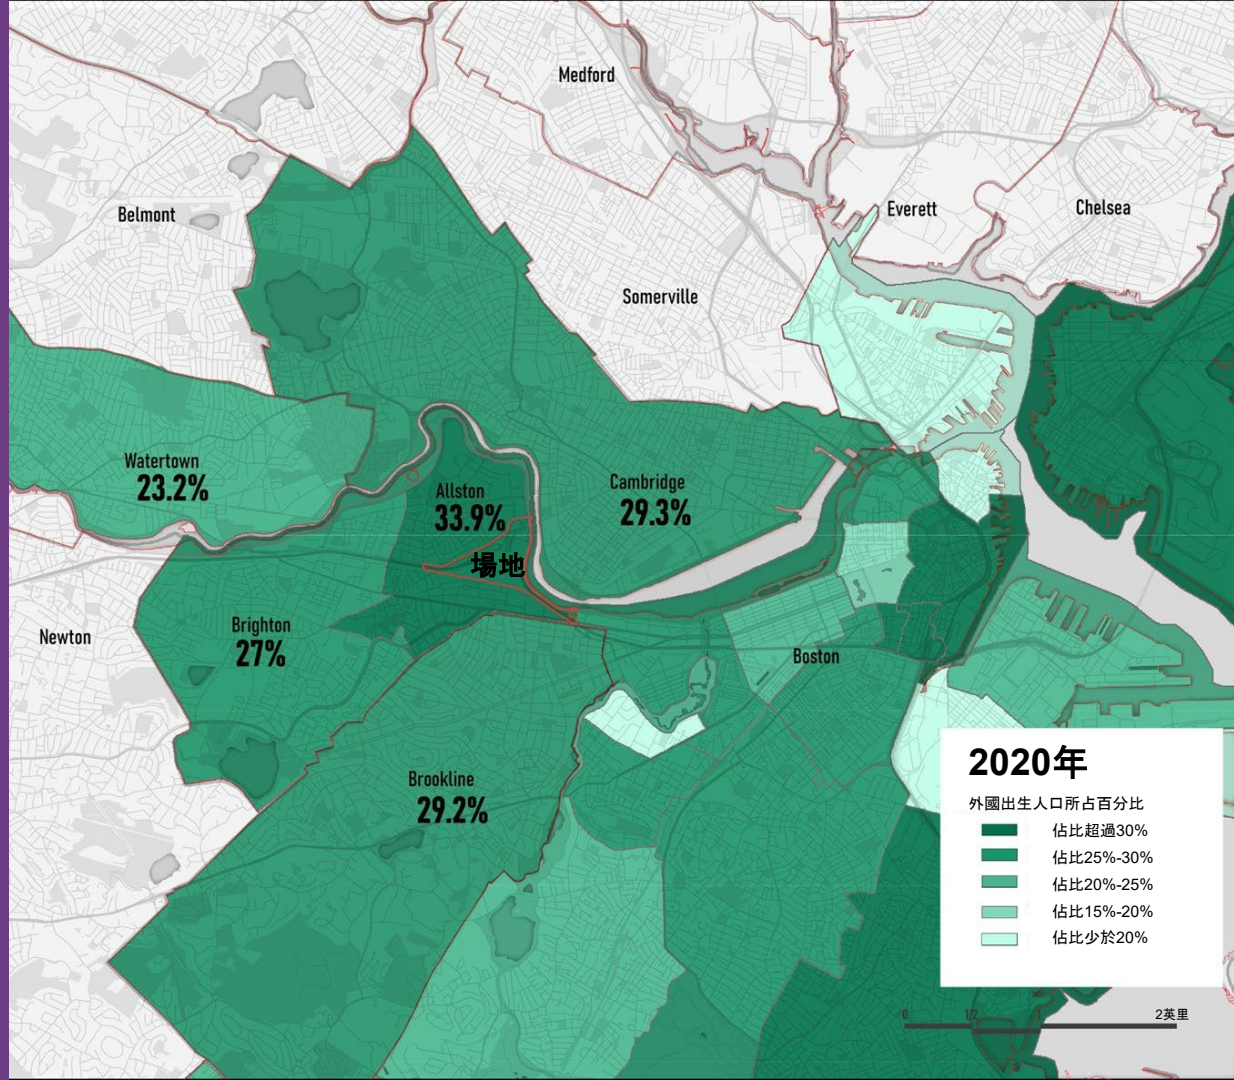 Medford
Belmont
Everett
Chelsea
Somerville
Watertown
23.2%
Allston
33.9%
Cambridge
29.3%
場地
Newton
Brighton
27%
Boston
Brookline
29.2%
2020年
外國出生人口所占百分比
佔比超過30%
佔比25%-30%
佔比20%-25%
佔比15%-20%
佔比少於20%
0 1/2 1 2英里